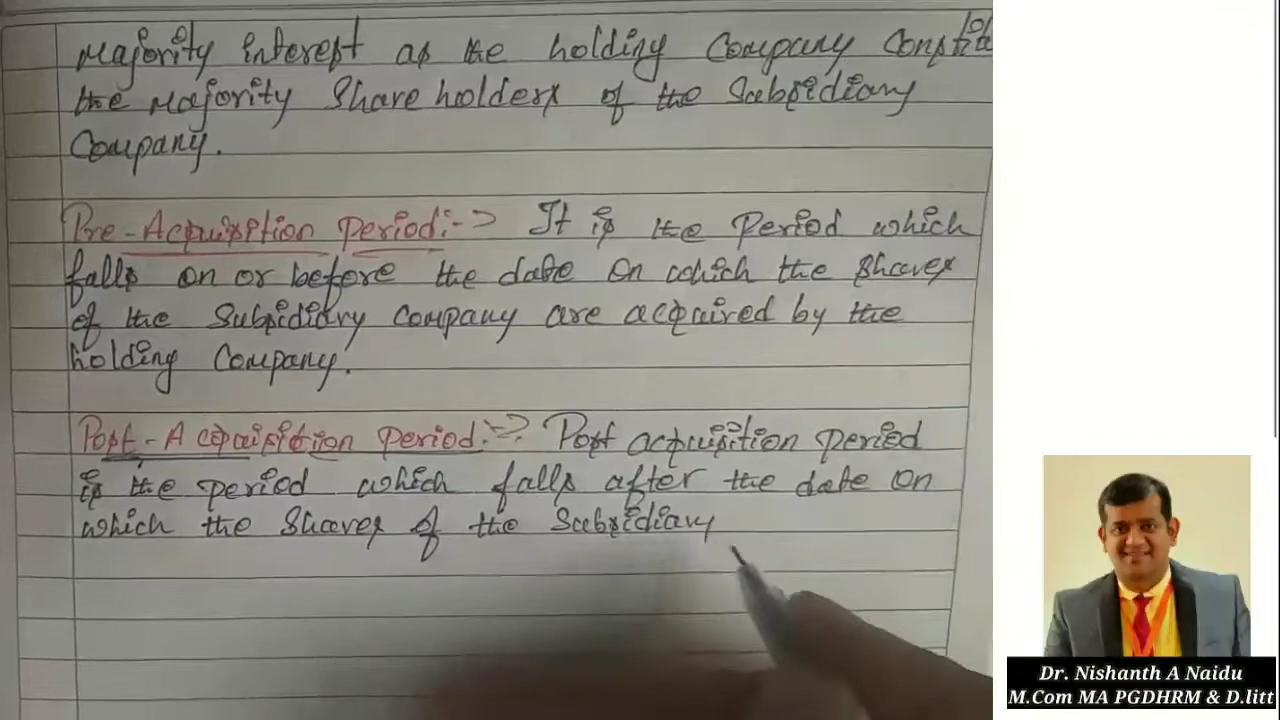 Majority interest as the holding Company
the Majority Share holders of the Subsidiary
Company.
Pre-Acquisition Period:-> It is the Period which
falls on or before the date on which the shares
of the Subsidiary company are acquired by the
holding Company.
Post-Acquisition Period:-> Post acquisition period
is the period which falls after the date on
which the Shares of the Subsidiary
Dr. Nishanth A Naidu
M.Com MA PGDHRM & D.litt